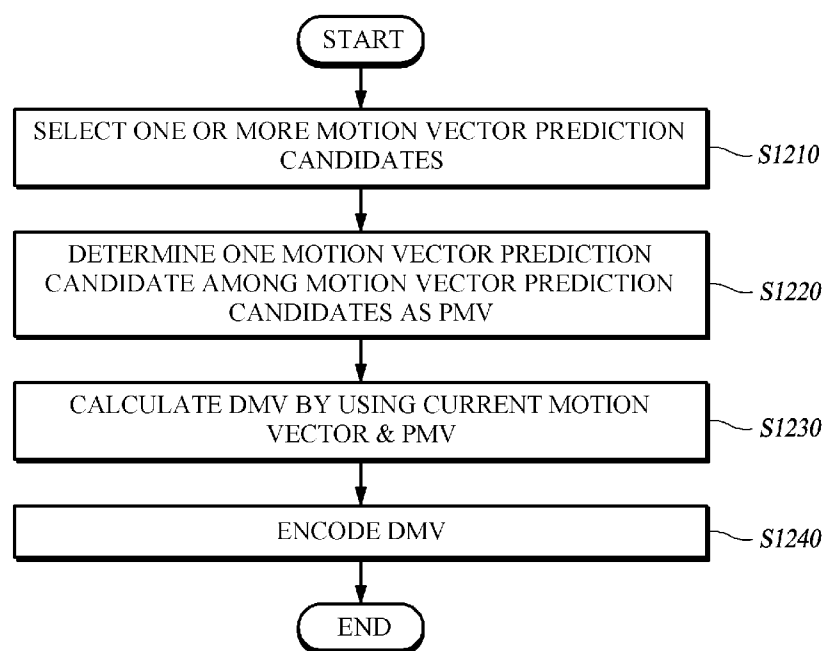 START
SELECT ONE OR MORE MOTION VECTOR PREDICTION
CANDIDATES
S1210
DETERMINE ONE MOTION VECTOR PREDICTION
CANDIDATE AMONG MOTION VECTOR PREDICTION
CANDIDATES AS PMV
S1220
CALCULATE DMV BY USING CURRENT MOTION
VECTOR & PMV
S1230
ENCODE DMV
S1240
END